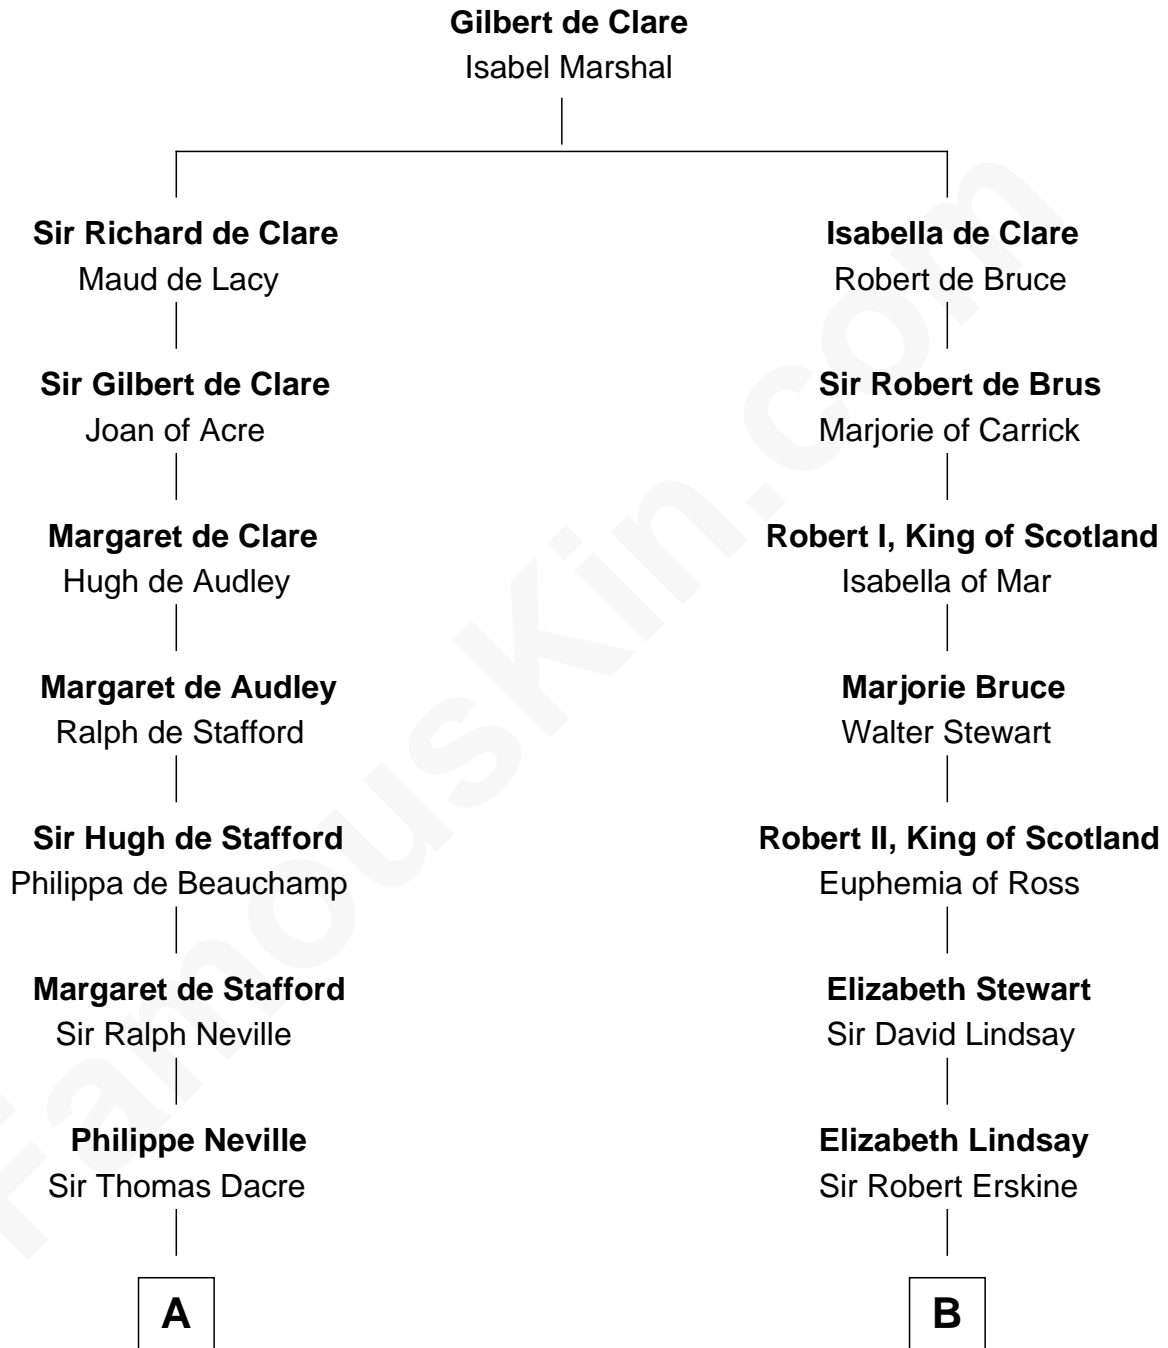 Gilbert de Clare
Isabel Marshal
Sir Richard de Clare
Maud de Lacy
Isabella de Clare
Robert de Bruce
Sir Gilbert de Clare
Joan of Acre
Sir Robert de Brus
Marjorie of Carrick
Margaret de Clare
Hugh de Audley
Robert I, King of Scotland
Isabella of Mar
Margaret de Audley
Ralph de Stafford
Marjorie Bruce
Walter Stewart
Sir Hugh de Stafford
Philippa de Beauchamp
Robert II, King of Scotland
Euphemia of Ross
Margaret de Stafford
Sir Ralph Neville
Elizabeth Stewart
Sir David Lindsay
Philippe Neville
Sir Thomas Dacre
Elizabeth Lindsay
Sir Robert Erskine
A
B
FamousKin.com